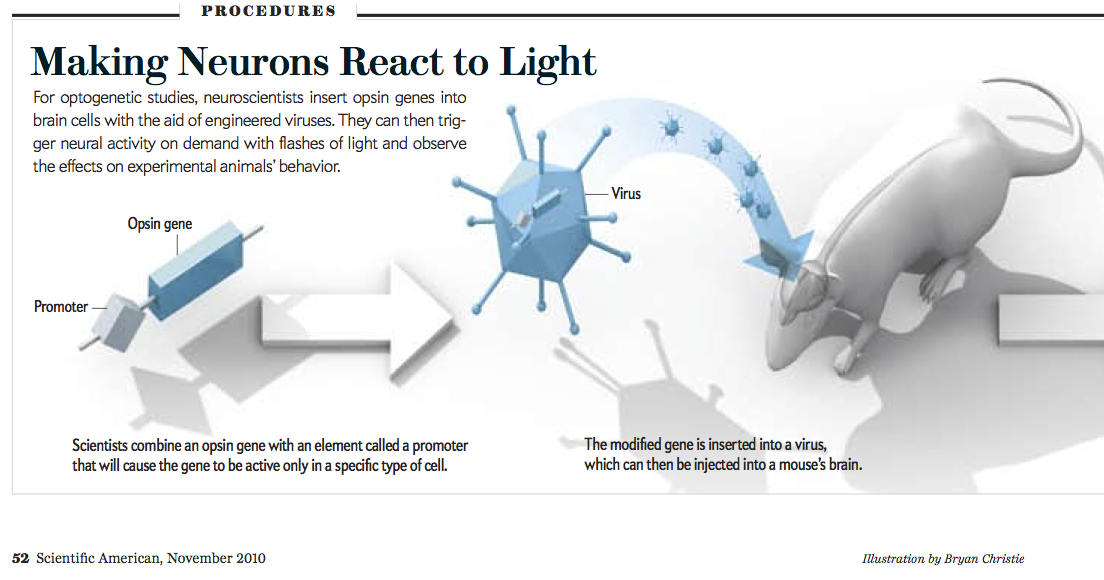 PROCEDURES
Making Neurons React to Light
For optogenetic studies, neuroscientists insert opsin genes into
brain cells with the aid of engineered viruses. They can then trig-
ger neural activity on demand with flashes of light and observe
the effects on experimental animals' behavior.
Opsin gene
Promoter
Virus
Scientists combine an opsin gene with an element called a promoter
that will cause the gene to be active only in a specific type of cell.
The modified gene is inserted into a virus,
which can then be injected into a mouse's brain.
52 Scientific American, November 2010
Illustration by Bryan Christie